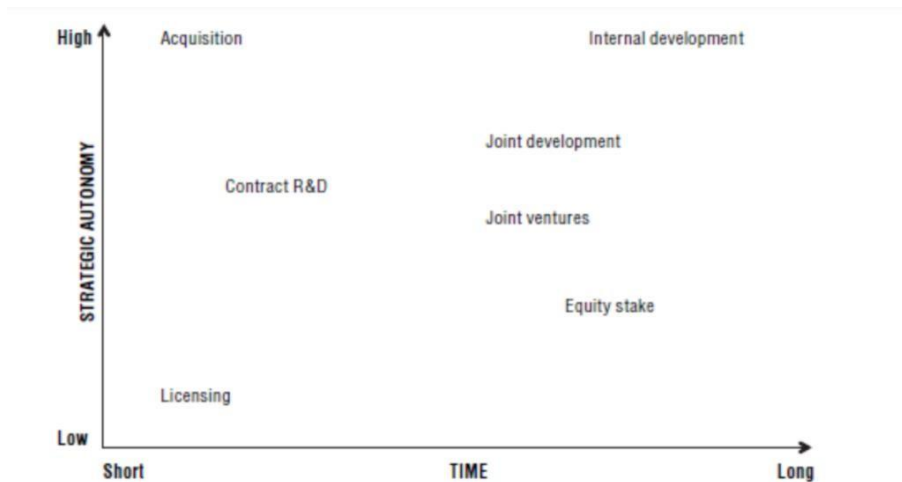 High
Acquisition
Internal development
Joint development
Contract R&D
Joint ventures
STRATEGIC AUTONOMY
Equity stake
Licensing
Low
Short
TIME
Long